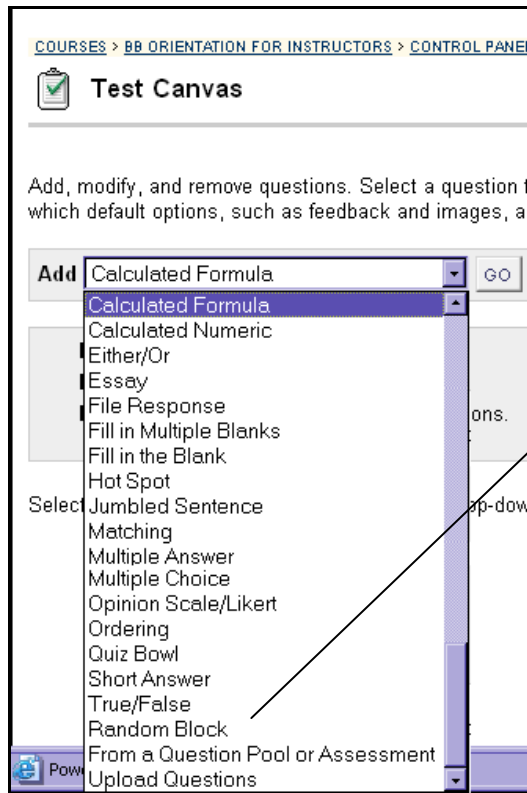 COURSES > BB ORIENTATION FOR INSTRUCTORS > CONTROL PANEL
Test Canvas
Add, modify, and remove questions. Select a question
which default options, such as feedback and images, a
Add Calculated Formula GO
Calculated Formula
Calculated Numeric
Either/Or
Essay
File Response
ons.
Fill in Multiple Blanks
Fill in the Blank
Hot Spot
Select
Jumbled Sentence
op-dow
Matching
Multiple Answer
Multiple Choice
Opinion Scale/Likert
Ordering
Quiz Bowl
Short Answer
True/False
Random Block
From a Question Pool or Assessment
Powe
Upload Questions